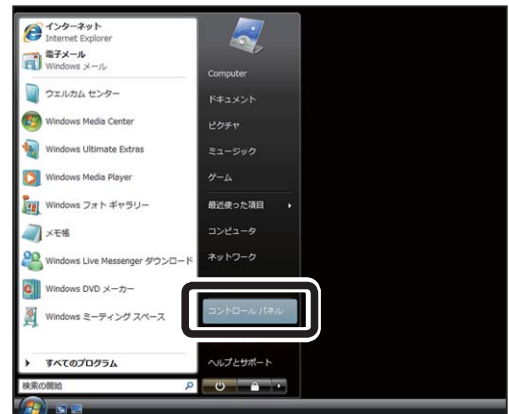 インターネット
Internet Explorer
電子メール
Windows メール
ウェルカム センター
Windows Media Center
Windows Ultimate Extras
Windows Media Player
Windows フォト ギャラリー
メモ帳
Windows Live Messenger ダウンロード
Windows DVD メーカー
Windows ミーティング スペース
すべてのプログラム
検索の開始
Computer
ドキュメント
ピクチャ
ミュージック
ゲーム
最近使った項目
コンピュータ
ネットワーク
コントロール パネル
ヘルプとサポート